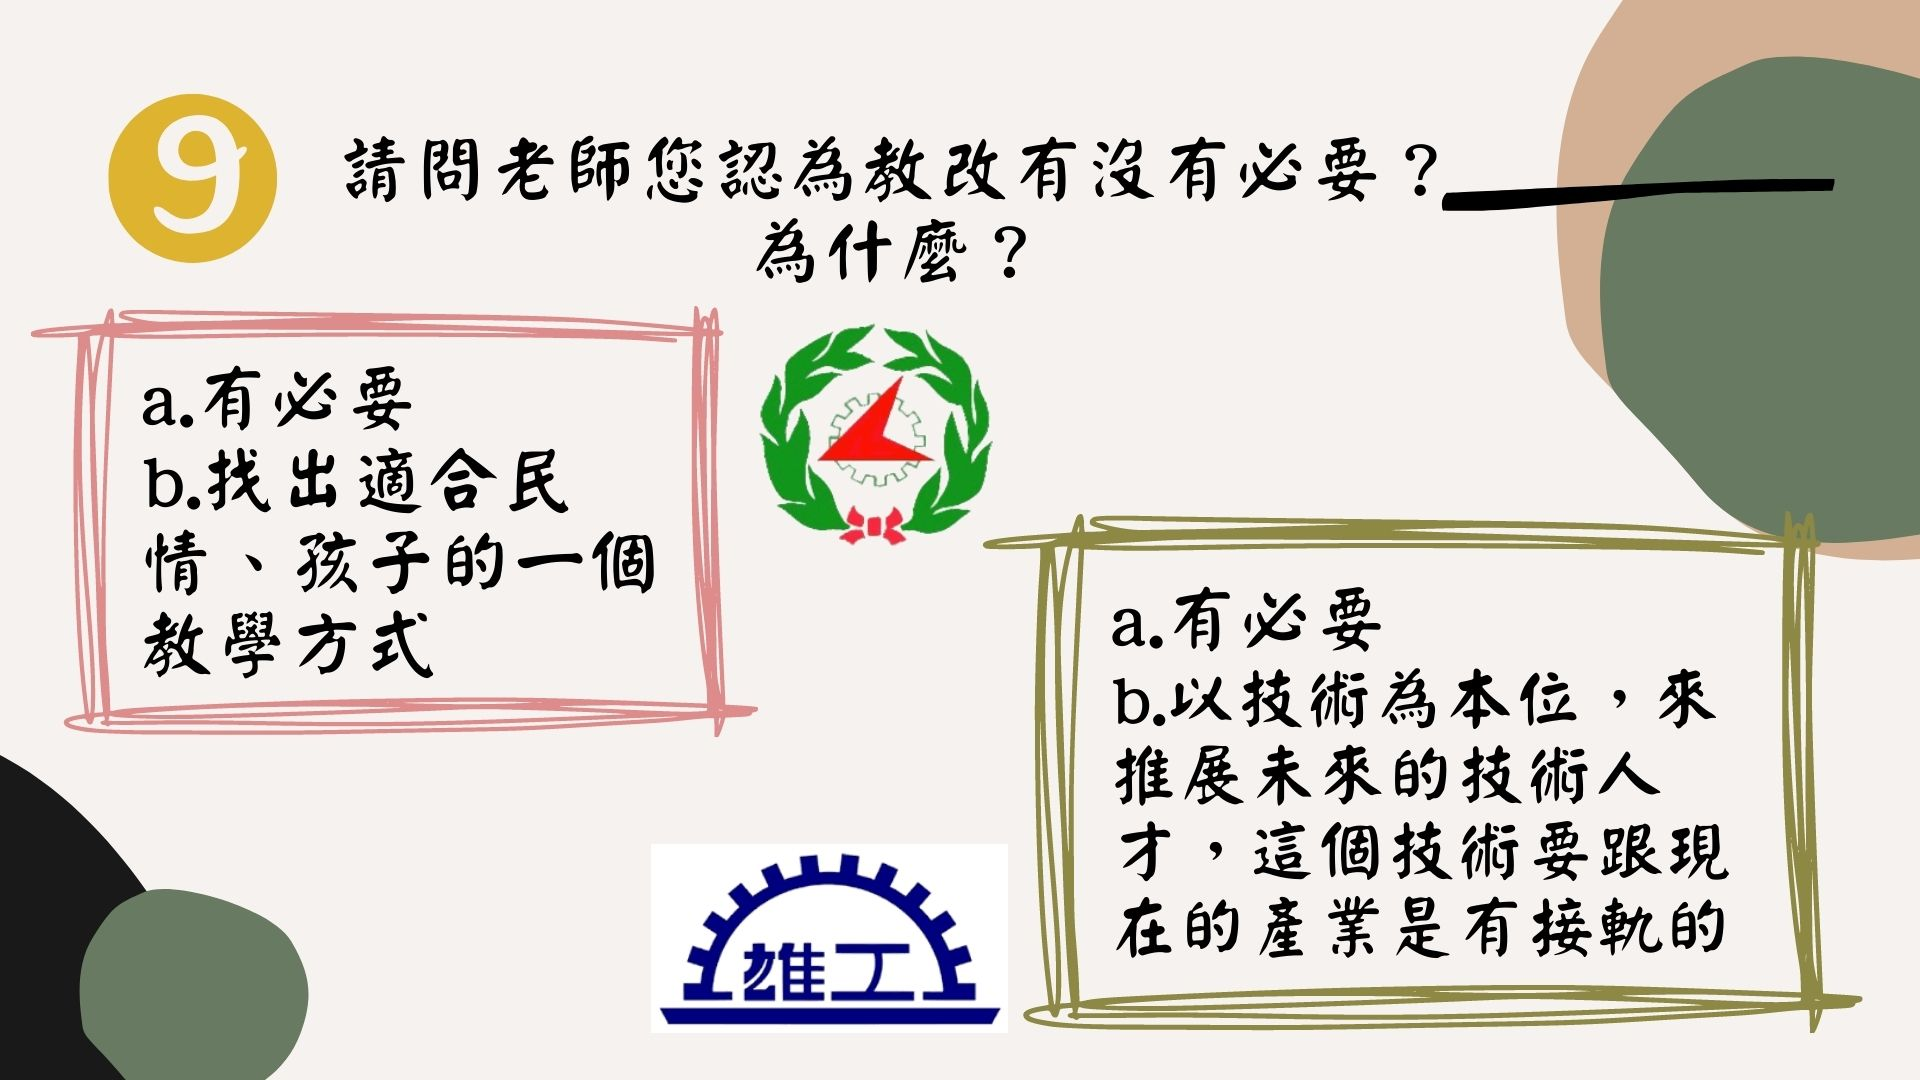 9
請問老師您認為教改有沒有必要？
為什麼？
a.有必要
b.找出適合民
情、孩子的一個
教學方式
a.有必要
b.以技術為本位，來
推展未來的技術人
才，這個技術要跟現
在的產業是有接軌的
雄工